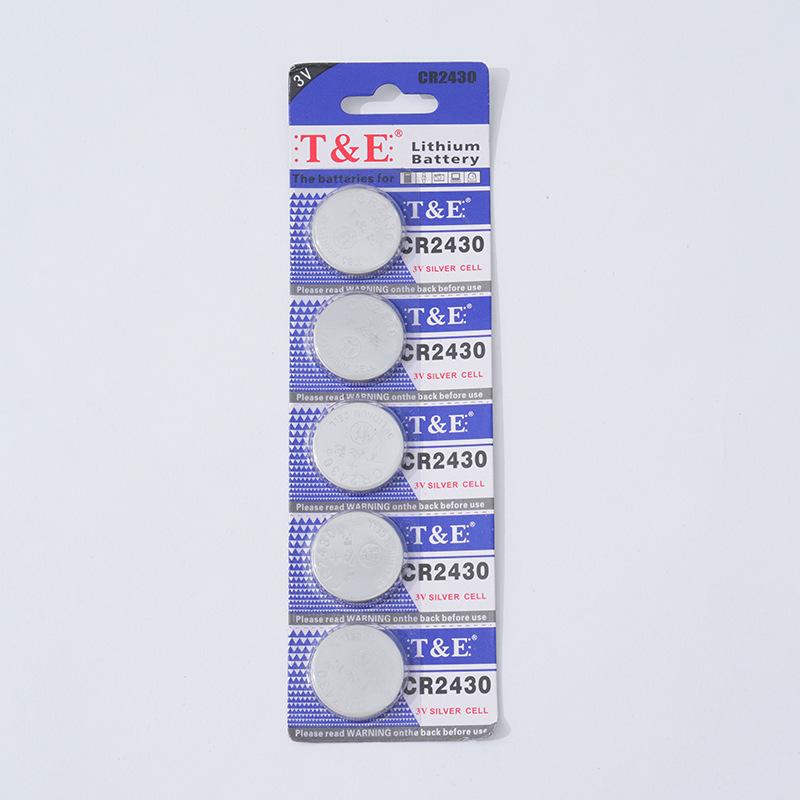 3V
CR2430
T&E®
Lithium
Battery
The battaries for
T&E®
CR2430
3V SILVER CELL
Please read WARNING onthe back before use
T&E®
CR2430
3V SILVER CELL
Please read WARNING onthe back before use
T&E®
CR2430
3V SILVER CELL
Please read WARNING onthe back before use
T&E®
CR2430
3V SILVER CELL
Please read WARNING onthe back before use
T&E®
CR2430
3V SILVER CELL
Please read WARNING onthe back before use